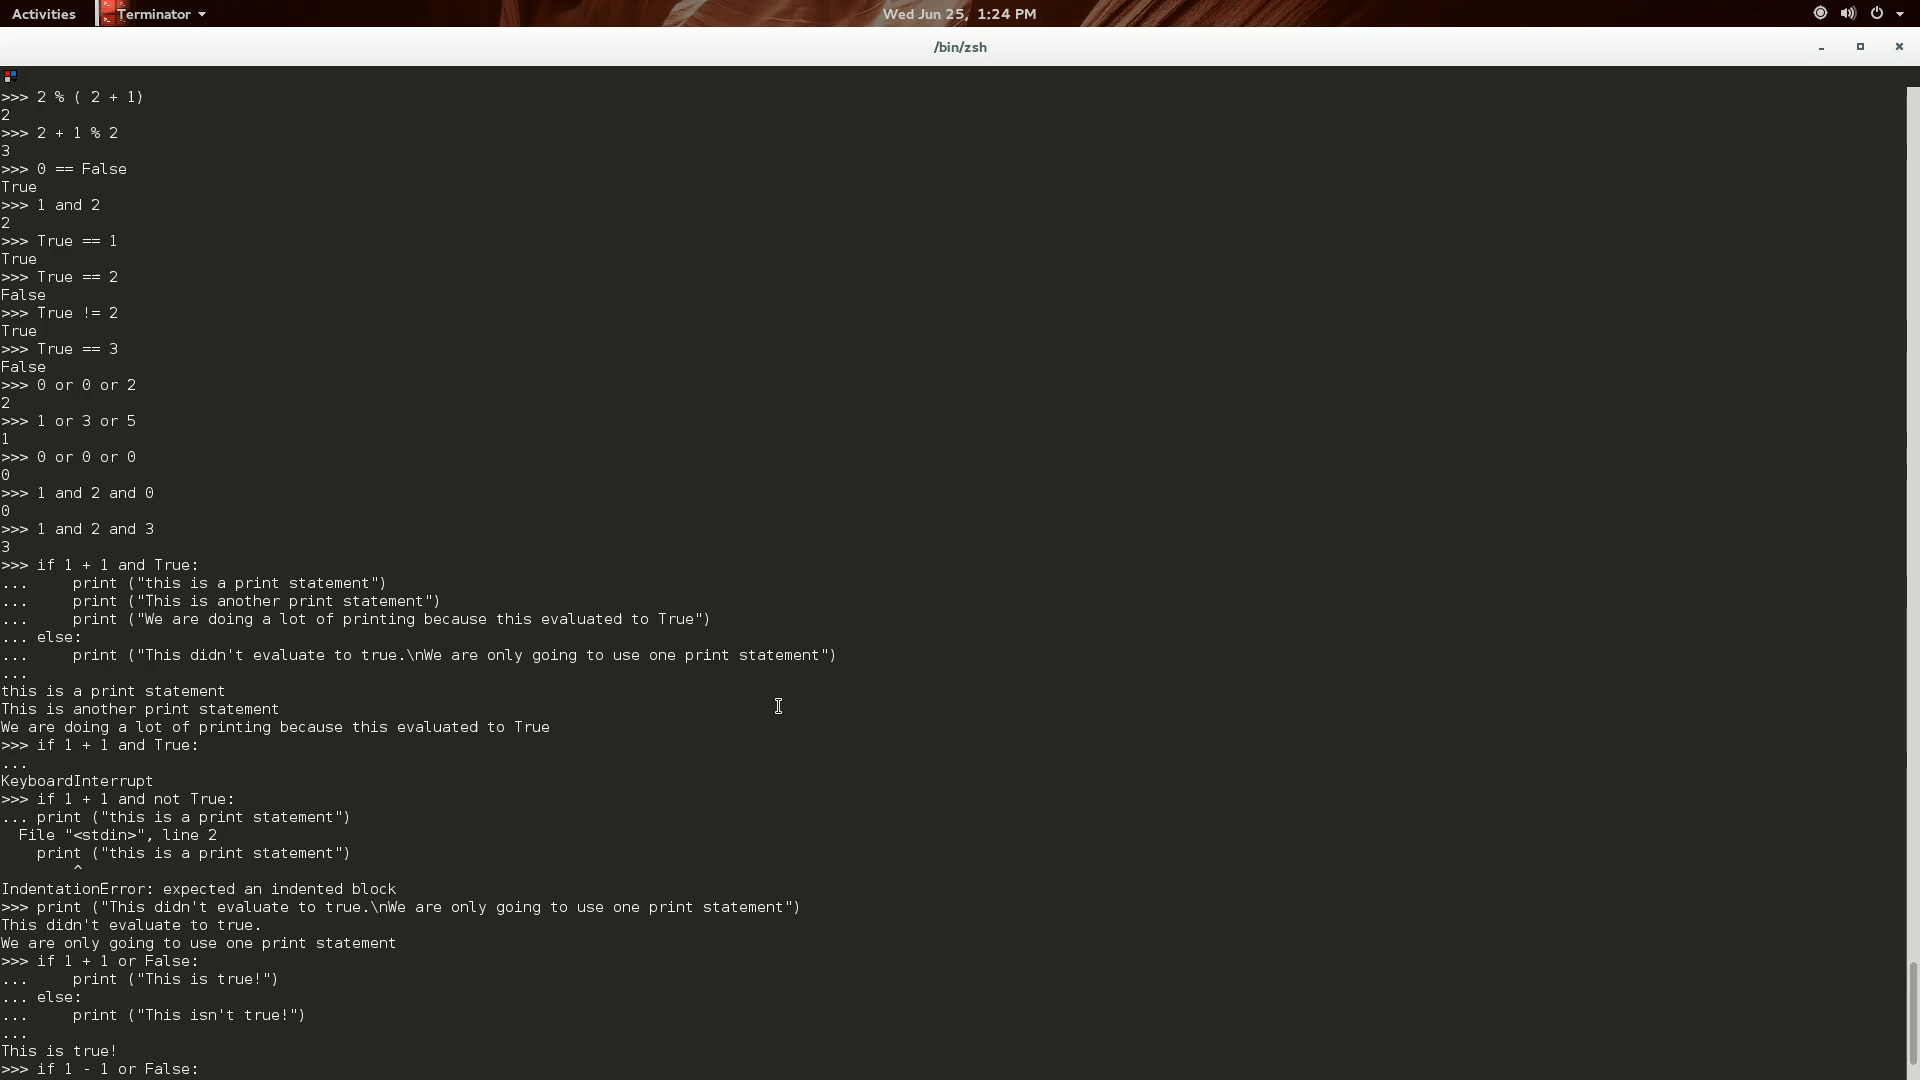 Activities Terminator Wed Jun 25, 1:24 PM
/bin/zsh
>>> 2 % ( 2 + 1)
2
>>> 2 + 1 % 2
3
>>> 0 == False
True
>>> 1 and 2
2
>>> True == 1
True
>>> True == 2
False
>>> True != 2
True
>>> True == 3
False
>>> 0 or 0 or 2
2
>>> 1 or 3 or 5
1
>>> 0 or 0 or 0
0
>>> 1 and 2 and 0
0
>>> 1 and 2 and 3
3
>>> if 1 + 1 and True:
...     print ("this is a print statement")
...     print ("This is another print statement")
...     print ("We are doing a lot of printing because this evaluated to True")
... else:
...     print ("This didn't evaluate to true.\nWe are only going to use one print statement")
...
this is a print statement
This is another print statement
We are doing a lot of printing because this evaluated to True
>>> if 1 + 1 and True:
...
KeyboardInterrupt
>>> if 1 + 1 and not True:
... print ("this is a print statement")
  File "<stdin>", line 2
    print ("this is a print statement")
        ^
IndentationError: expected an indented block
>>> print ("This didn't evaluate to true.\nWe are only going to use one print statement")
This didn't evaluate to true.
We are only going to use one print statement
>>> if 1 + 1 or False:
...     print ("This is true!")
... else:
...     print ("This isn't true!")
...
This is true!
>>> if 1 - 1 or False: